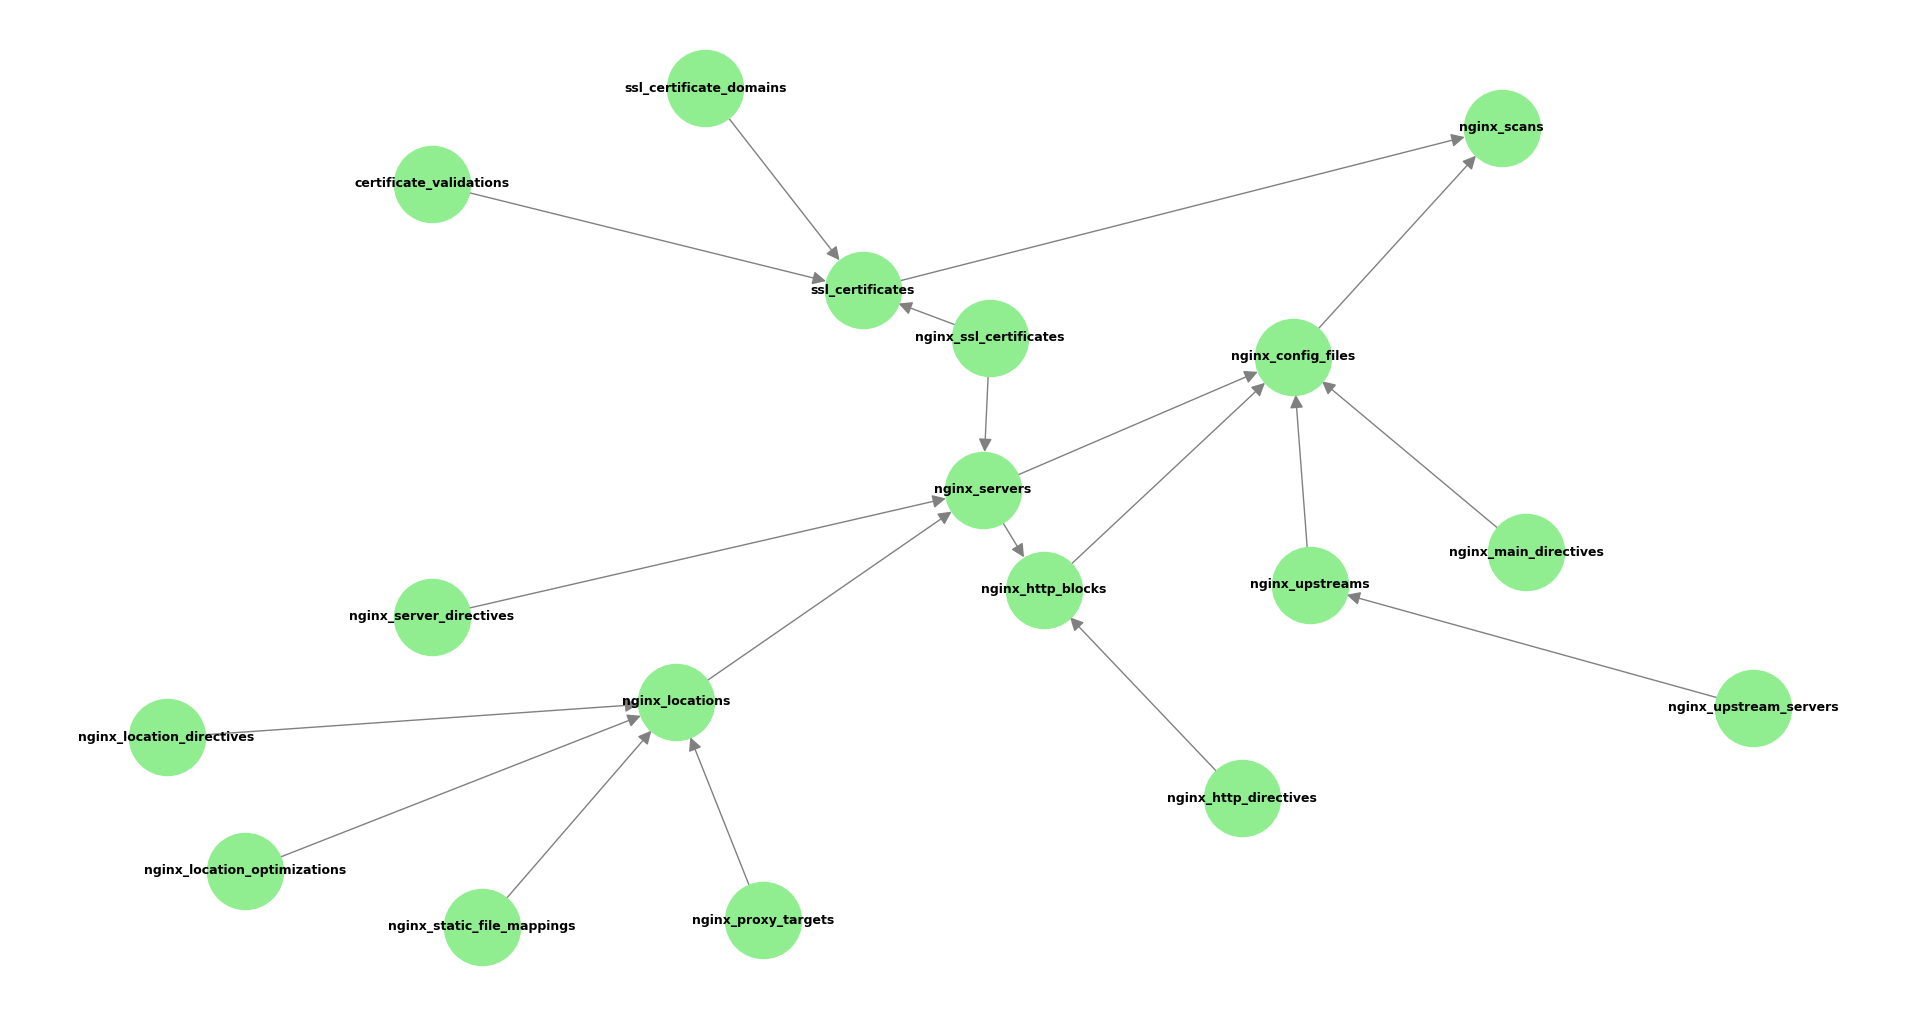 ssl_certificate_domains
nginx_scans
certificate_validations
ssl_certificates
nginx_ssl_certificates
nginx_config_files
nginx_servers
nginx_main_directives
nginx_upstreams
nginx_http_blocks
nginx_server_directives
nginx_locations
nginx_upstream_servers
nginx_location_directives
nginx_http_directives
nginx_location_optimizations
nginx_proxy_targets
nginx_static_file_mappings